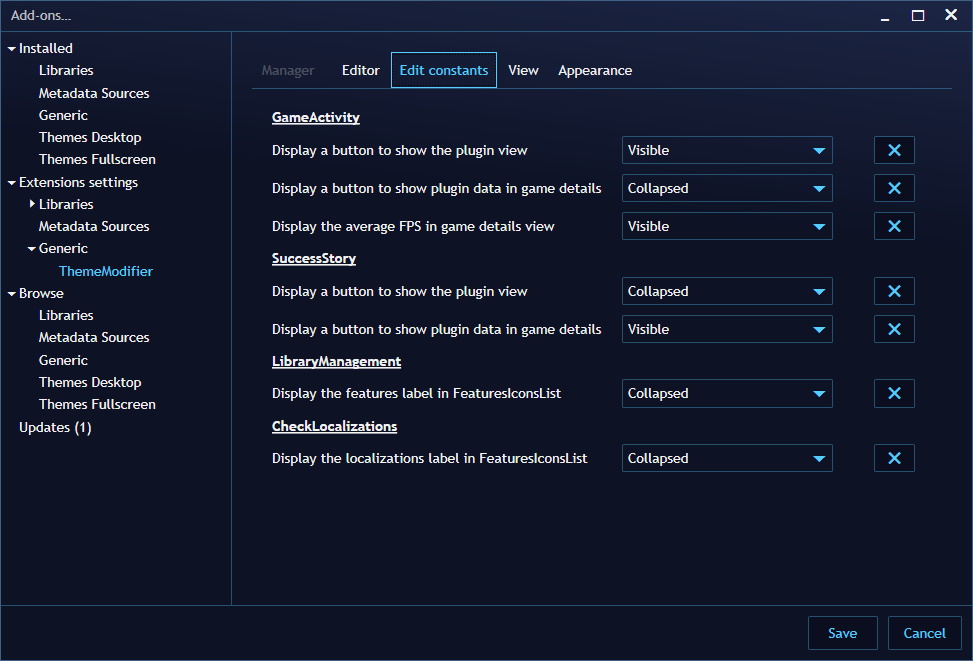 Add-ons...
Installed
Libraries
Metadata Sources
Generic
Themes Desktop
Themes Fullscreen
Extensions settings
Libraries
Metadata Sources
Generic
ThemeModifier
Browse
Libraries
Metadata Sources
Generic
Themes Desktop
Themes Fullscreen
Updates (1)
Manager Editor Edit constants View Appearance
GameActivity
Display a button to show the plugin view Visible
Display a button to show plugin data in game details Collapsed
Display the average FPS in game details view Visible
SuccessStory
Display a button to show the plugin view Collapsed
Display a button to show plugin data in game details Visible
LibraryManagement
Display the features label in FeaturesIconsList Collapsed
CheckLocalizations
Display the localizations label in FeaturesIconsList Collapsed
Save Cancel